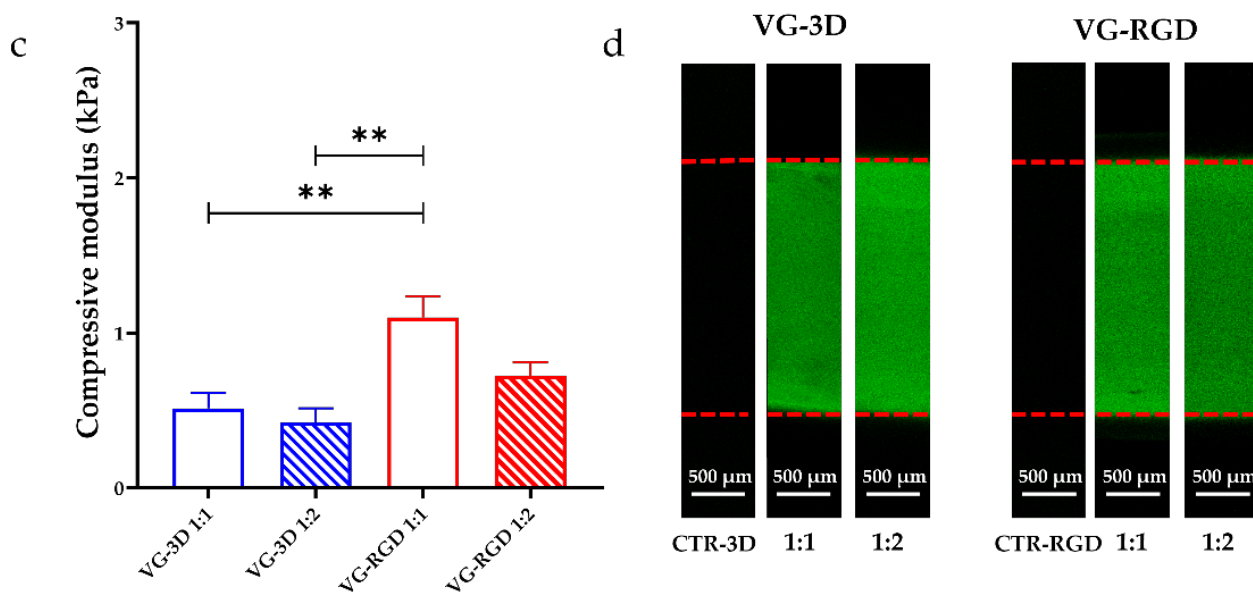 c
Compressive modulus (kPa)
3
2
1
0
**
**
VG-3D 1:1
VG-3D 1:2
VG-RGD 1:1
VG-RGD 1:2
d
VG-3D
VG-RGD
500 µm
500 µm
500 µm
500 µm
500 µm
500 µm
CTR-3D
1:1
1:2
CTR-RGD
1:1
1:2